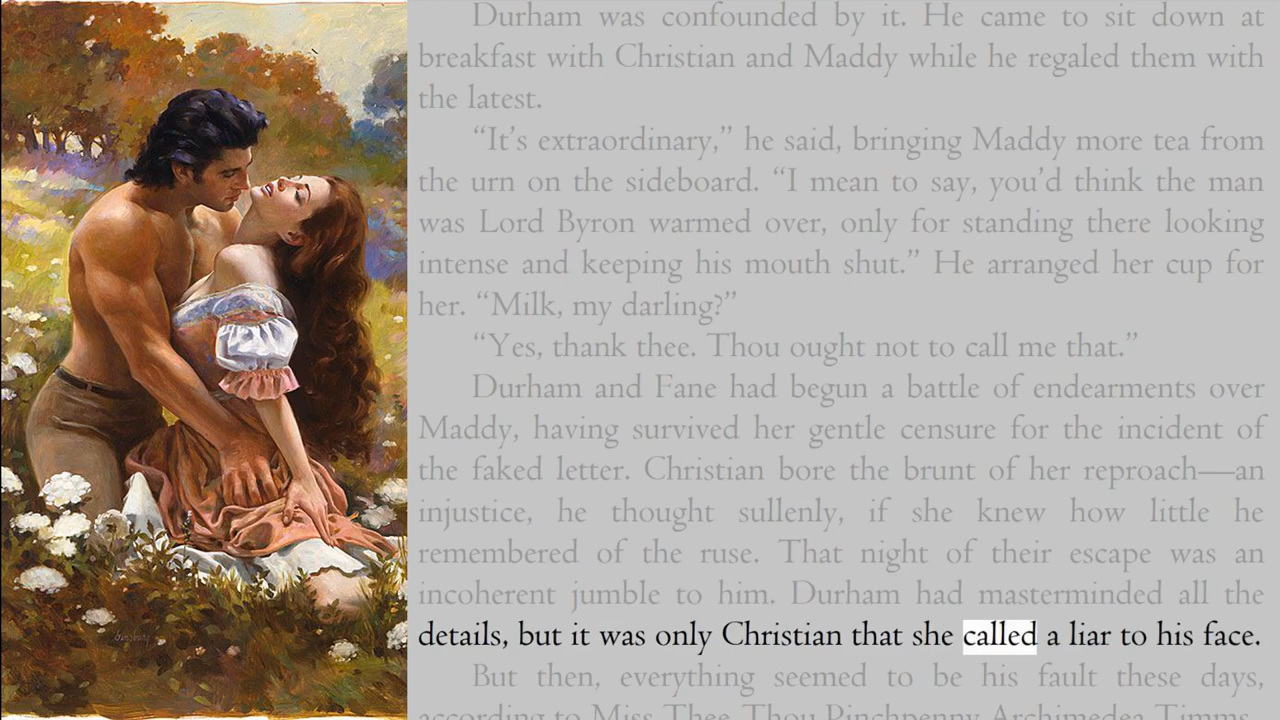 Durham was confounded by it. He came to sit down at
breakfast with Christian and Maddy while he regaled them with
the latest.
“It’s extraordinary,” he said, bringing Maddy more tea from
the urn on the sideboard. “I mean to say, you’d think the man
was Lord Byron warmed over, only for standing there looking
intense and keeping his mouth shut.” He arranged her cup for
her. “Milk, my darling?”
“Yes, thank thee. Thou ought not to call me that.”
Durham and Fane had begun a battle of endearments over
Maddy, having survived her gentle censure for the incident of
the faked letter. Christian bore the brunt of her reproach—an
injustice, he thought sullenly, if she knew how little he
remembered of the ruse. That night of their escape was an
incoherent jumble to him. Durham had masterminded all the
details, but it was only Christian that she called a liar to his face.
But then, everything seemed to be his fault these days,
according to Miss Thee Thou Pinchpenny Archimedea Timms.